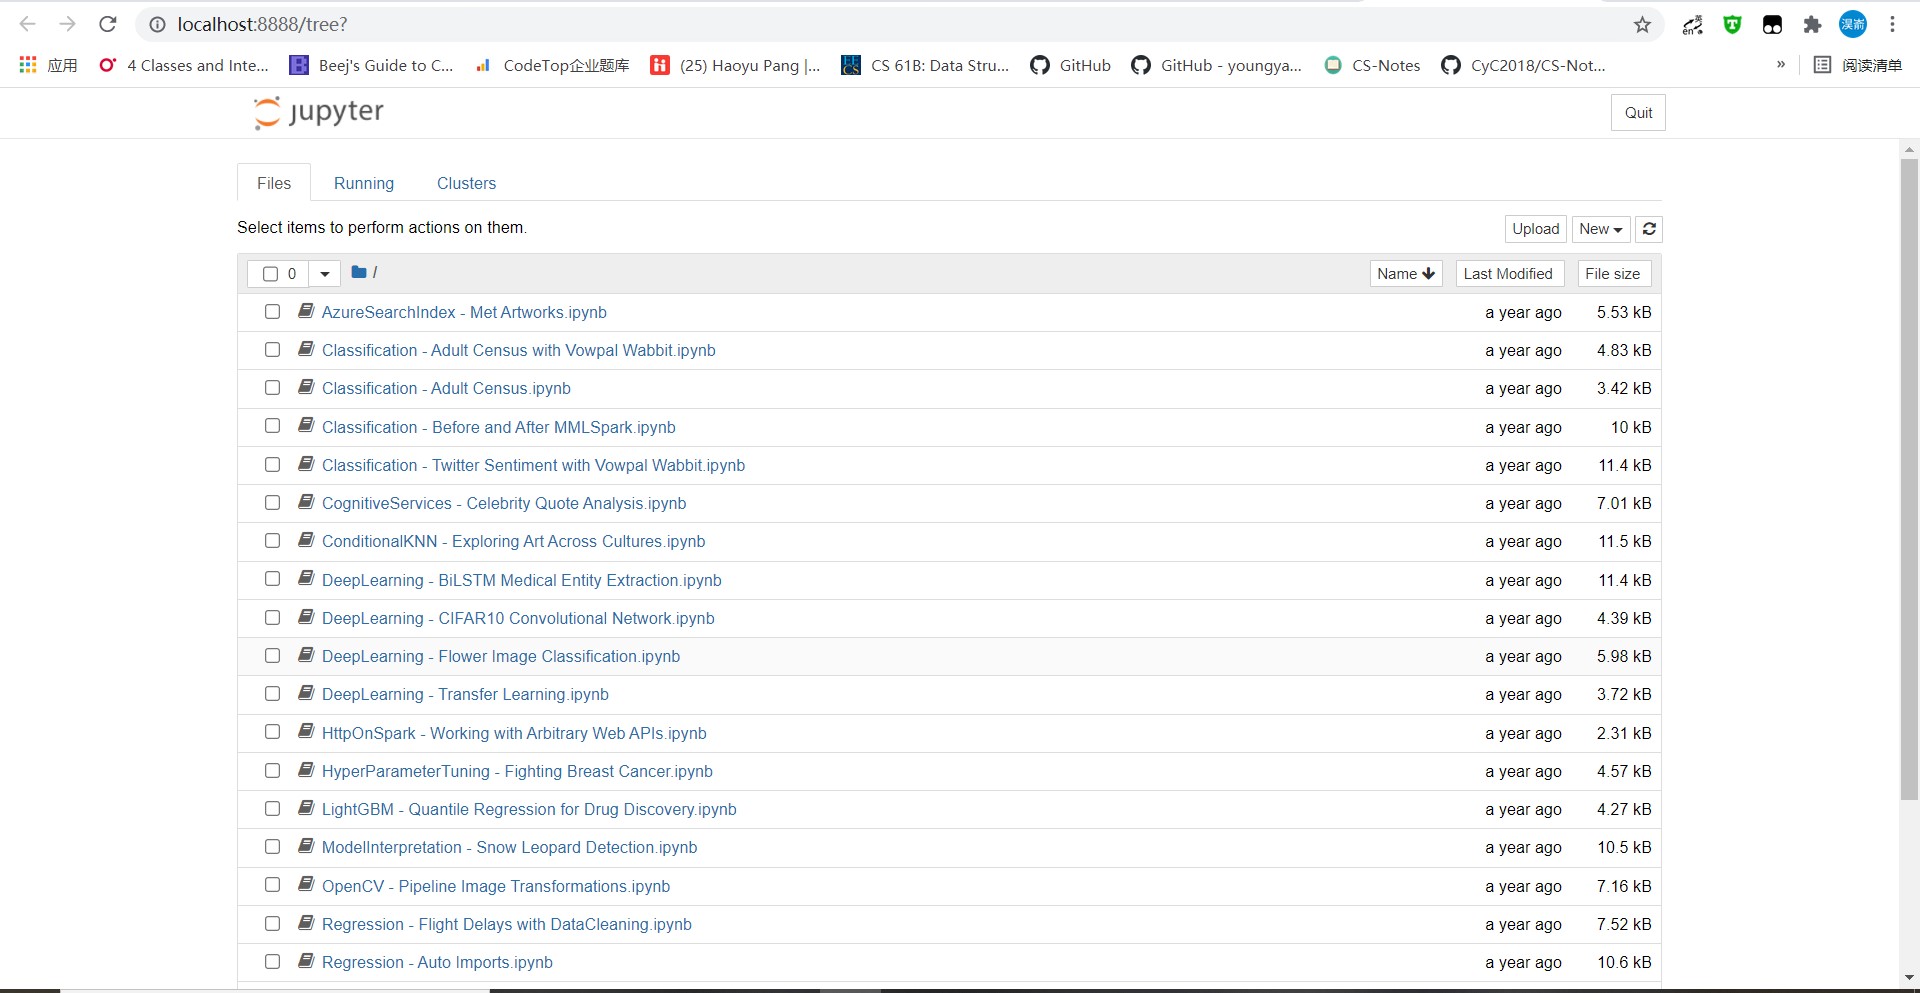 localhost:8888/tree?
英
en
T
淏嵛
应用
4 Classes and Inte...
Beej's Guide to C...
CodeTop企业题库
(25) Haoyu Pang |...
CS 61B: Data Stru...
GitHub
GitHub - youngya...
CS-Notes
CyC2018/CS-Not...
»
阅读清单
jupyter
Quit
Files
Running
Clusters
Select items to perform actions on them.
Upload
New
0
/
Name
Last Modified
File size
AzureSearchIndex - Met Artworks.ipynb a year ago 5.53 kB
Classification - Adult Census with Vowpal Wabbit.ipynb a year ago 4.83 kB
Classification - Adult Census.ipynb a year ago 3.42 kB
Classification - Before and After MMLSpark.ipynb a year ago 10 kB
Classification - Twitter Sentiment with Vowpal Wabbit.ipynb a year ago 11.4 kB
CognitiveServices - Celebrity Quote Analysis.ipynb a year ago 7.01 kB
ConditionalKNN - Exploring Art Across Cultures.ipynb a year ago 11.5 kB
DeepLearning - BiLSTM Medical Entity Extraction.ipynb a year ago 11.4 kB
DeepLearning - CIFAR10 Convolutional Network.ipynb a year ago 4.39 kB
DeepLearning - Flower Image Classification.ipynb a year ago 5.98 kB
DeepLearning - Transfer Learning.ipynb a year ago 3.72 kB
HttpOnSpark - Working with Arbitrary Web APIs.ipynb a year ago 2.31 kB
HyperParameterTuning - Fighting Breast Cancer.ipynb a year ago 4.57 kB
LightGBM - Quantile Regression for Drug Discovery.ipynb a year ago 4.27 kB
ModelInterpretation - Snow Leopard Detection.ipynb a year ago 10.5 kB
OpenCV - Pipeline Image Transformations.ipynb a year ago 7.16 kB
Regression - Flight Delays with DataCleaning.ipynb a year ago 7.52 kB
Regression - Auto Imports.ipynb a year ago 10.6 kB